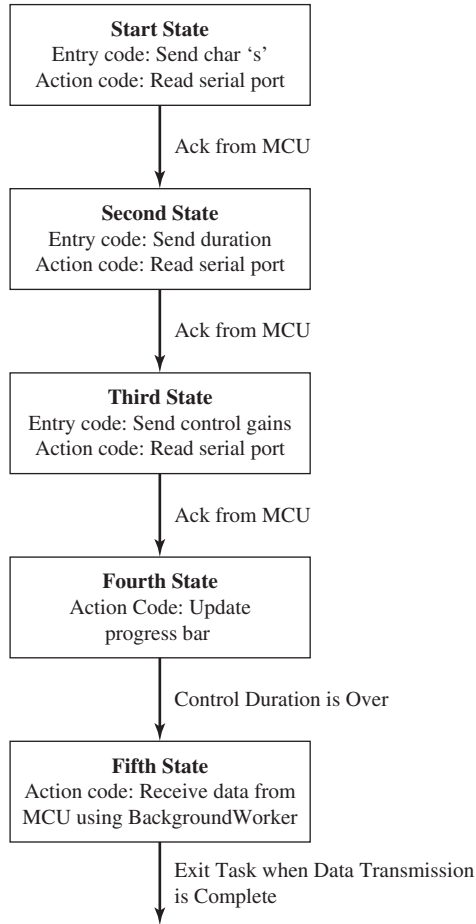 Start State
Entry code: Send char ‘s’
Action code: Read serial port
Ack from MCU
Second State
Entry code: Send duration
Action code: Read serial port
Ack from MCU
Third State
Entry code: Send control gains
Action code: Read serial port
Ack from MCU
Fourth State
Action Code: Update
progress bar
Control Duration is Over
Fifth State
Action code: Receive data from
MCU using BackgroundWorker
Exit Task when Data Transmission
is Complete